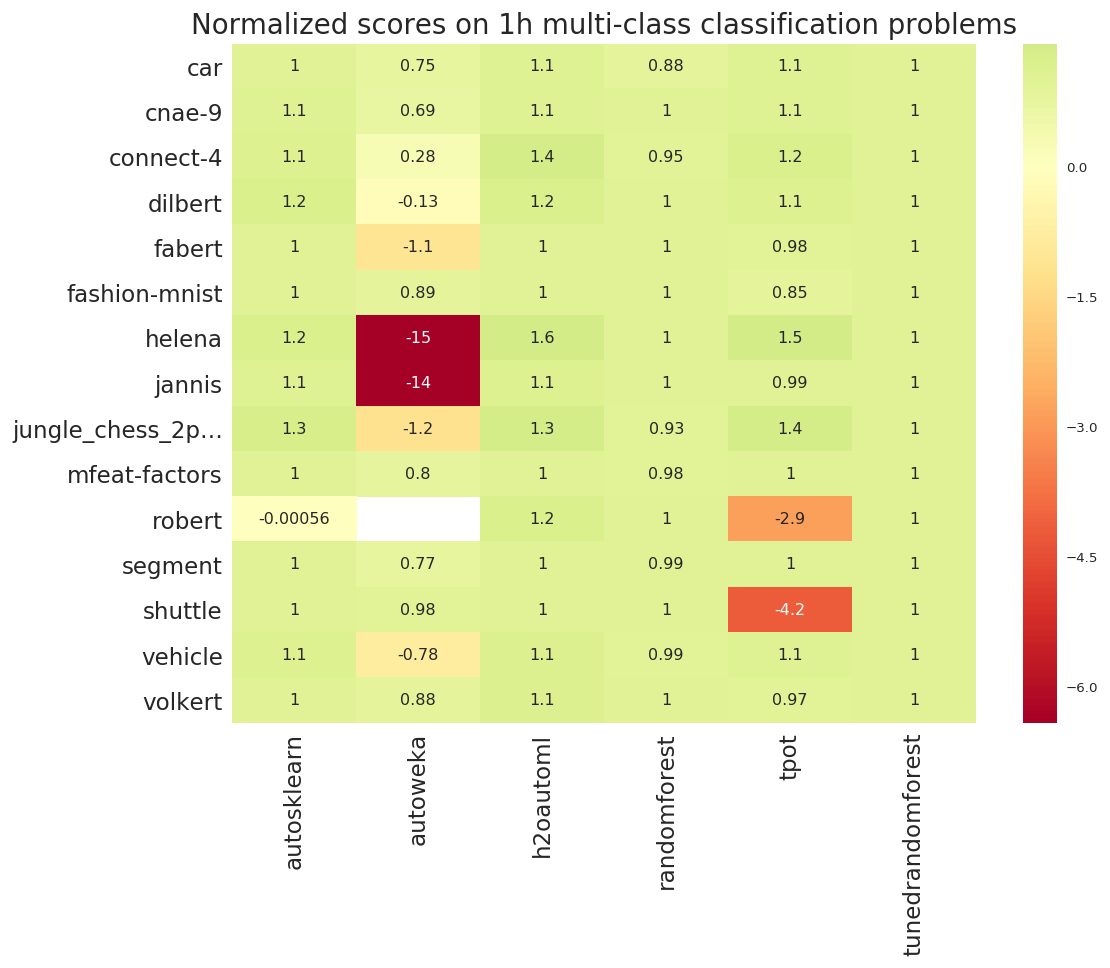 Normalized scores on 1h multi-class classification problems
car 1 0.75 1.1 0.88 1.1 1
cnae-9 1.1 0.69 1.1 1 1.1 1
connect-4 1.1 0.28 1.4 0.95 1.2 1
dilbert 1.2 -0.13 1.2 1 1.1 1
fabert 1 -1.1 1 1 0.98 1
fashion-mnist 1 0.89 1 1 0.85 1
helena 1.2 -15 1.6 1 1.5 1
jannis 1.1 -14 1.1 1 0.99 1
jungle_chess_2p… 1.3 -1.2 1.3 0.93 1.4 1
mfeat-factors 1 0.8 1 0.98 1 1
robert -0.00056 1.2 1 -2.9 1
segment 1 0.77 1 0.99 1 1
shuttle 1 0.98 1 1 -4.2 1
vehicle 1.1 -0.78 1.1 0.99 1.1 1
volkert 1 0.88 1.1 1 0.97 1
autosklearn
autoweka
h2oautoml
randomforest
tpot
tunedrandomforest
0.0
−1.5
−3.0
−4.5
−6.0